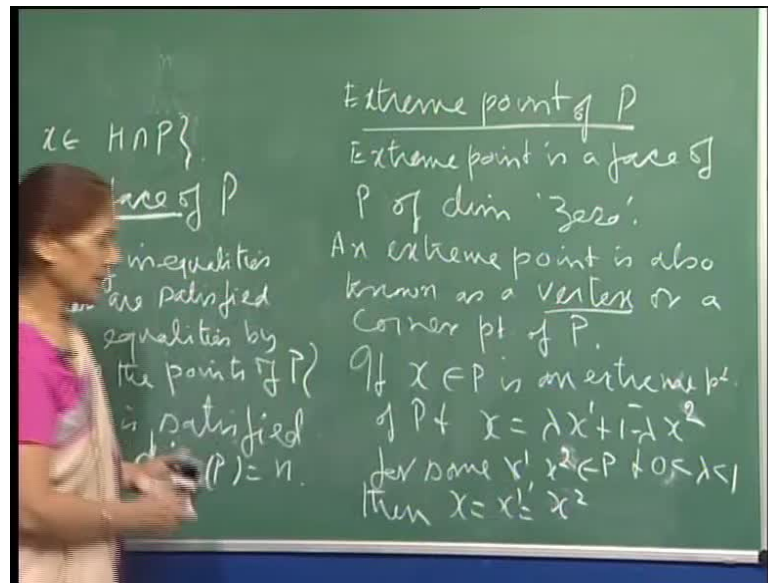 x ∈ H∩P}
face of P
inequalities
are satisfied
equalities by
the points of P}
is satisfied
(P) = n.
Extreme point of P
Extreme point is a face of
P of dim 'Zero'.
An extreme point is also
known as a vertex or a
Corner pt of P.
If x ∈ P is an extreme pt.
of P & x = λx¹ + 1-λ x²
for some x¹, x² ∈ P & 0<λ<1
then x = x¹ = x²